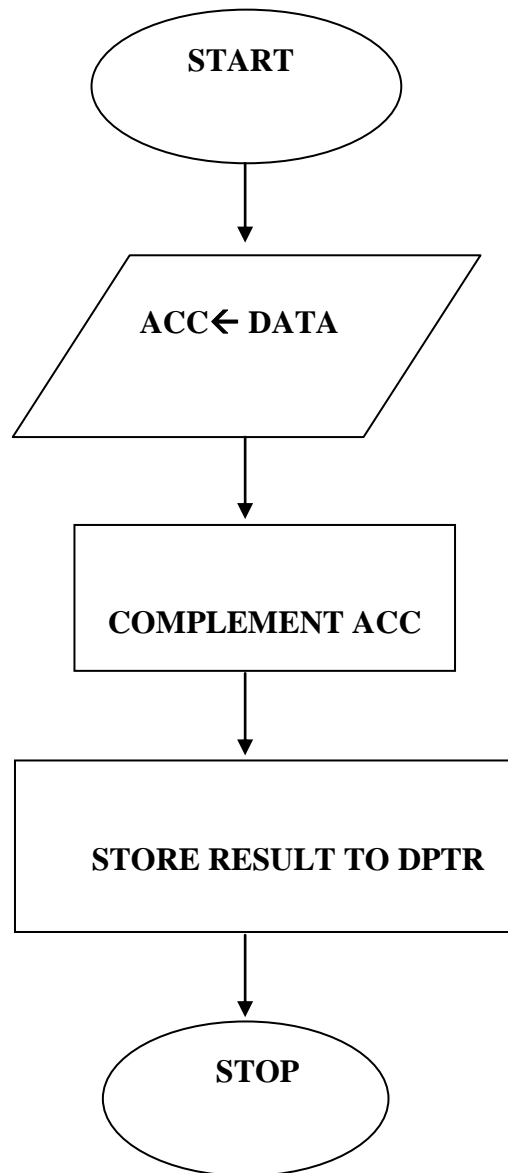 START
ACC← DATA
COMPLEMENT ACC
STORE RESULT TO DPTR
STOP